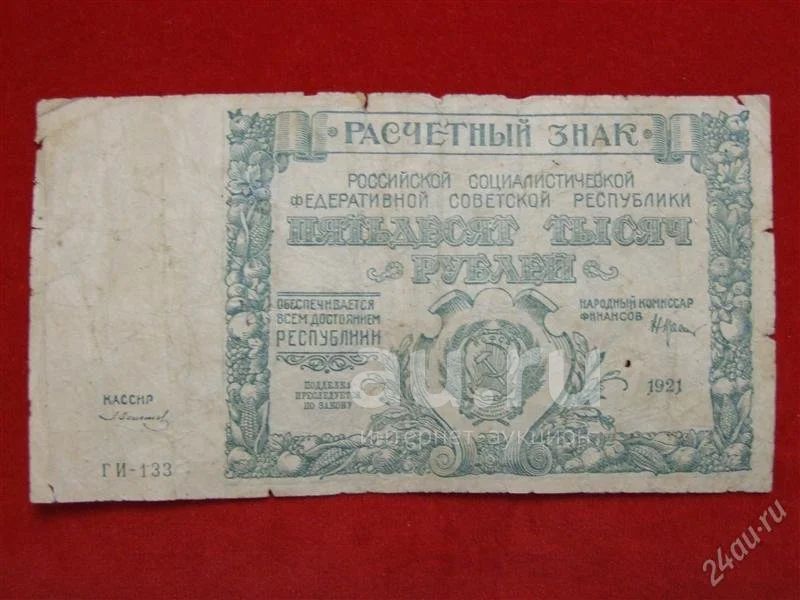 РАСЧЕТНЫЙ ЗНАК
РОССИЙСКОЙ СОЦИАЛИСТИЧЕСКОЙ
ФЕДЕРАТИВНОЙ СОВЕТСКОЙ РЕСПУБЛИКИ
ПЯТЬДЕСЯТ ТЫСЯЧ
РУБЛЕЙ
ОБЕСПЕЧИВАЕТСЯ
ВСЕМ ДОСТОЯНИЕМ
РЕСПУБЛИКИ
НАРОДНЫЙ КОМИССАР
ФИНАНСОВ
ПОДДЕЛКА
ПРЕСЛЕДУЕТСЯ
ПО ЗАКОНУ
1921
КАССИР
ГИ-133
au.ru
интернет-аукцион
24au.ru